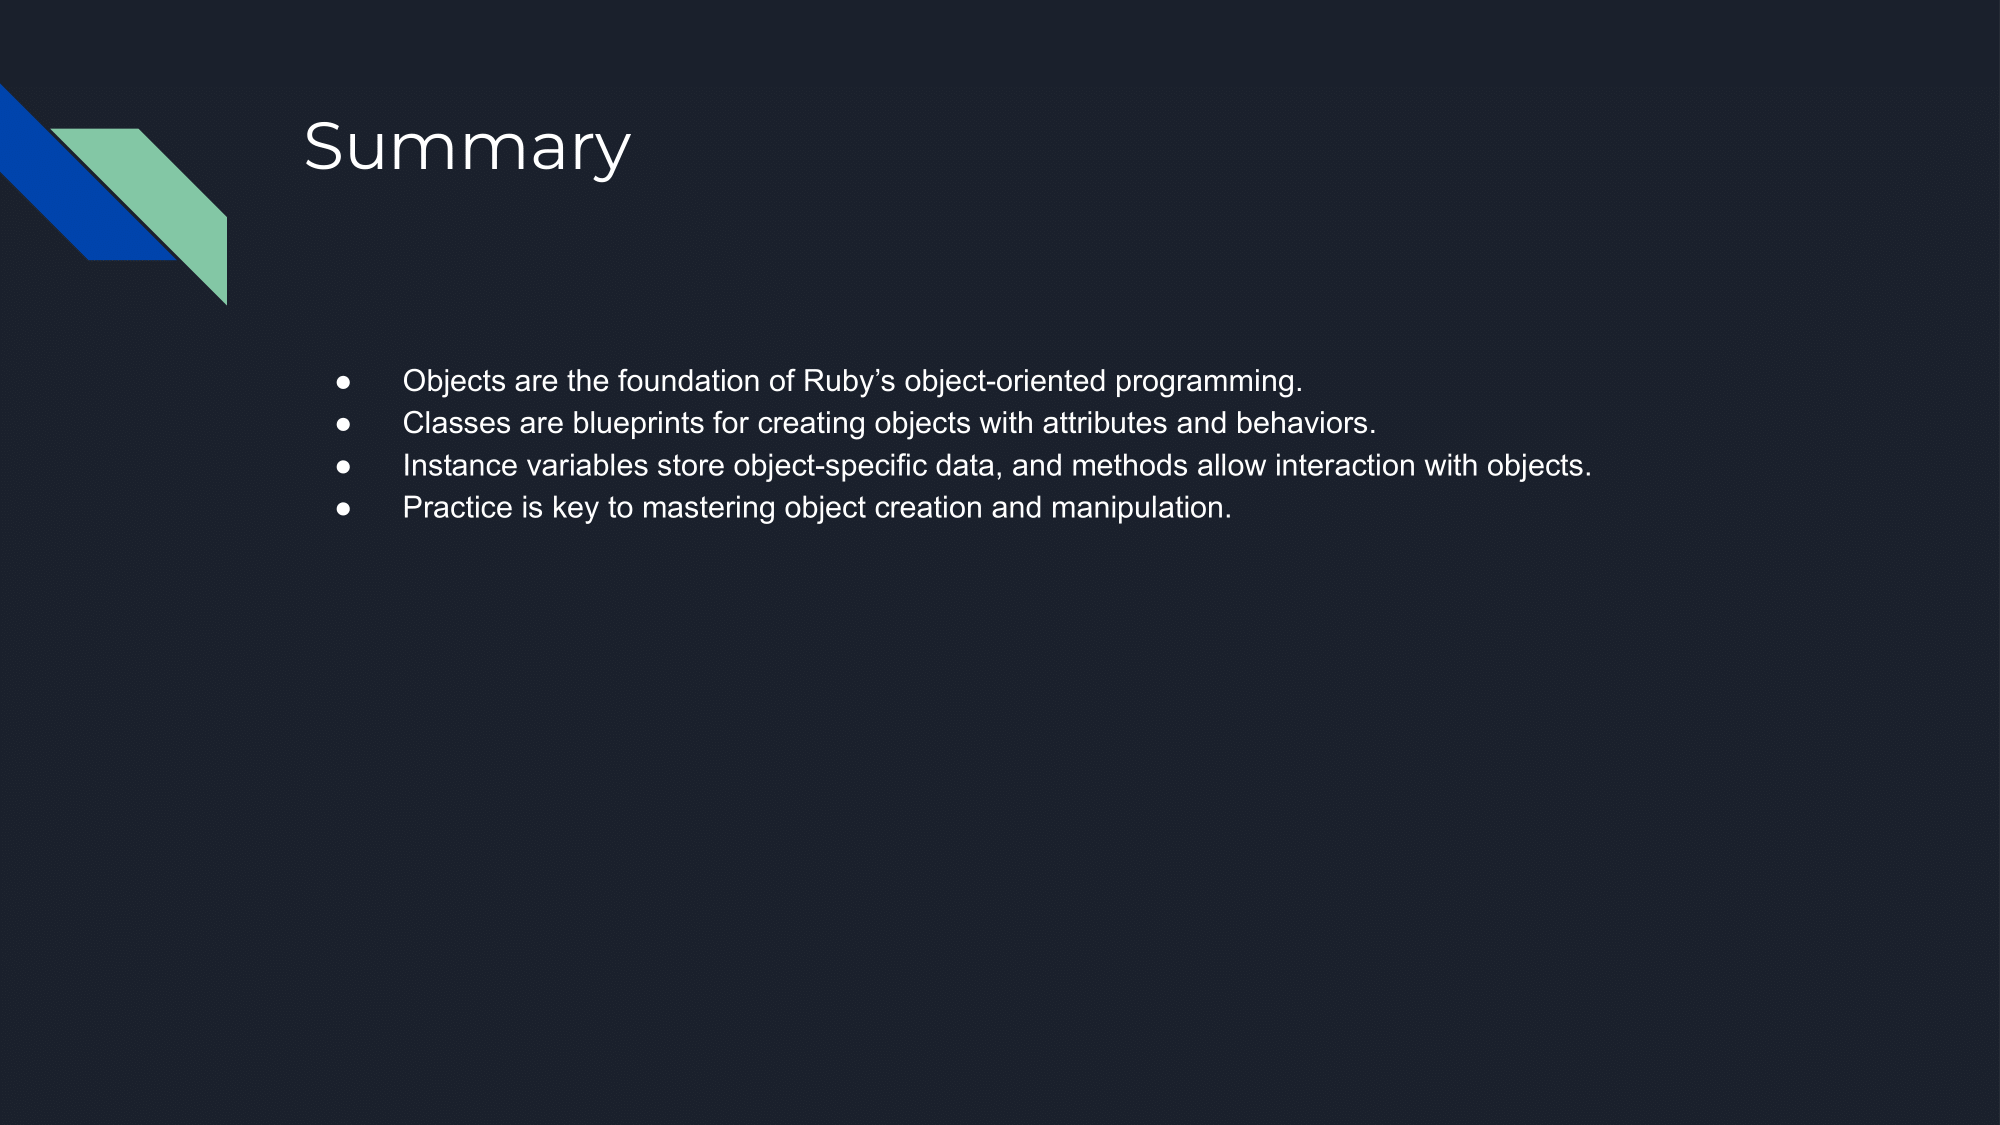 Summary
● Objects are the foundation of Ruby’s object-oriented programming.
● Classes are blueprints for creating objects with attributes and behaviors.
● Instance variables store object-specific data, and methods allow interaction with objects.
● Practice is key to mastering object creation and manipulation.